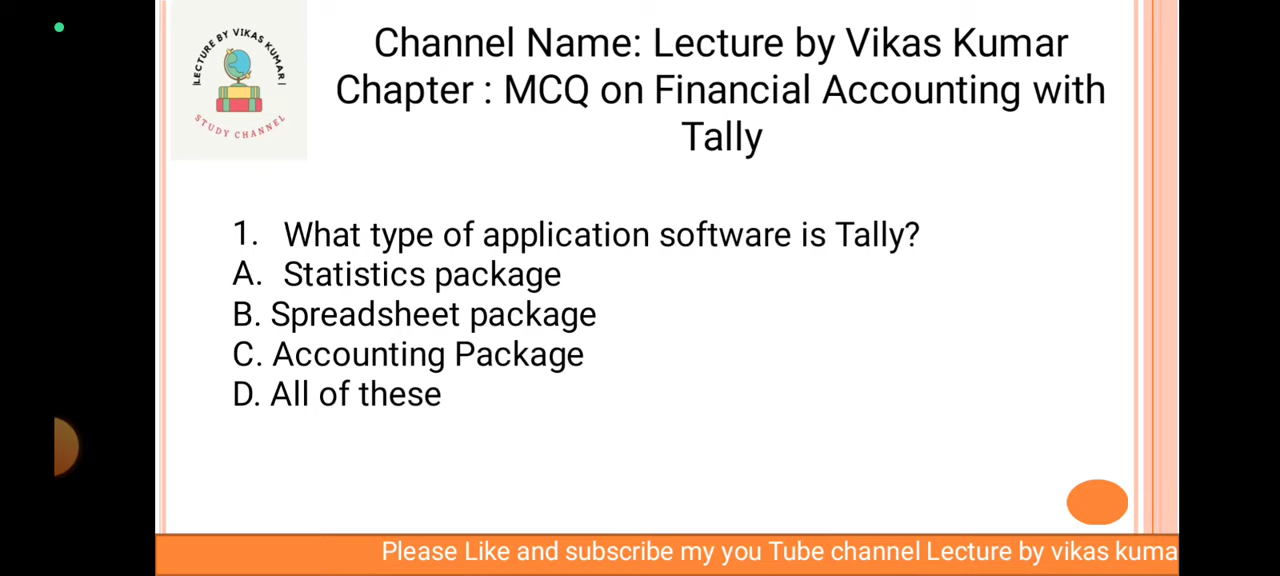 LECTURE BY VIKAS KUMAR
STUDY CHANNEL
Channel Name: Lecture by Vikas Kumar
Chapter : MCQ on Financial Accounting with
Tally
1. What type of application software is Tally?
A. Statistics package
B. Spreadsheet package
C. Accounting Package
D. All of these
Please Like and subscribe my you Tube channel Lecture by vikas kuma